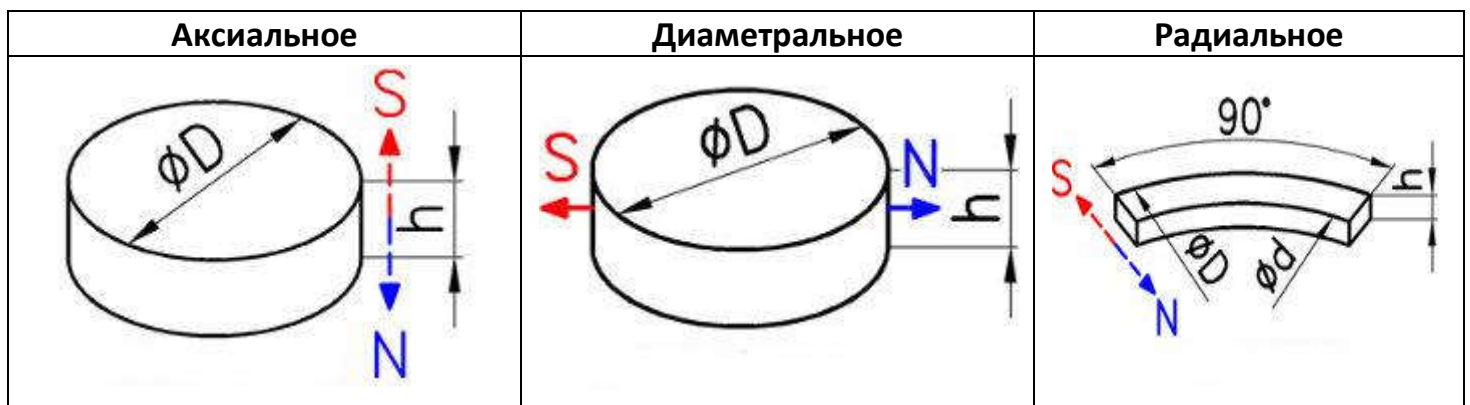 Аксиальное
Диаметральное
Радиальное
S
φD
h
N
S
φD
N
h
90°
S
h
φD
φd
N